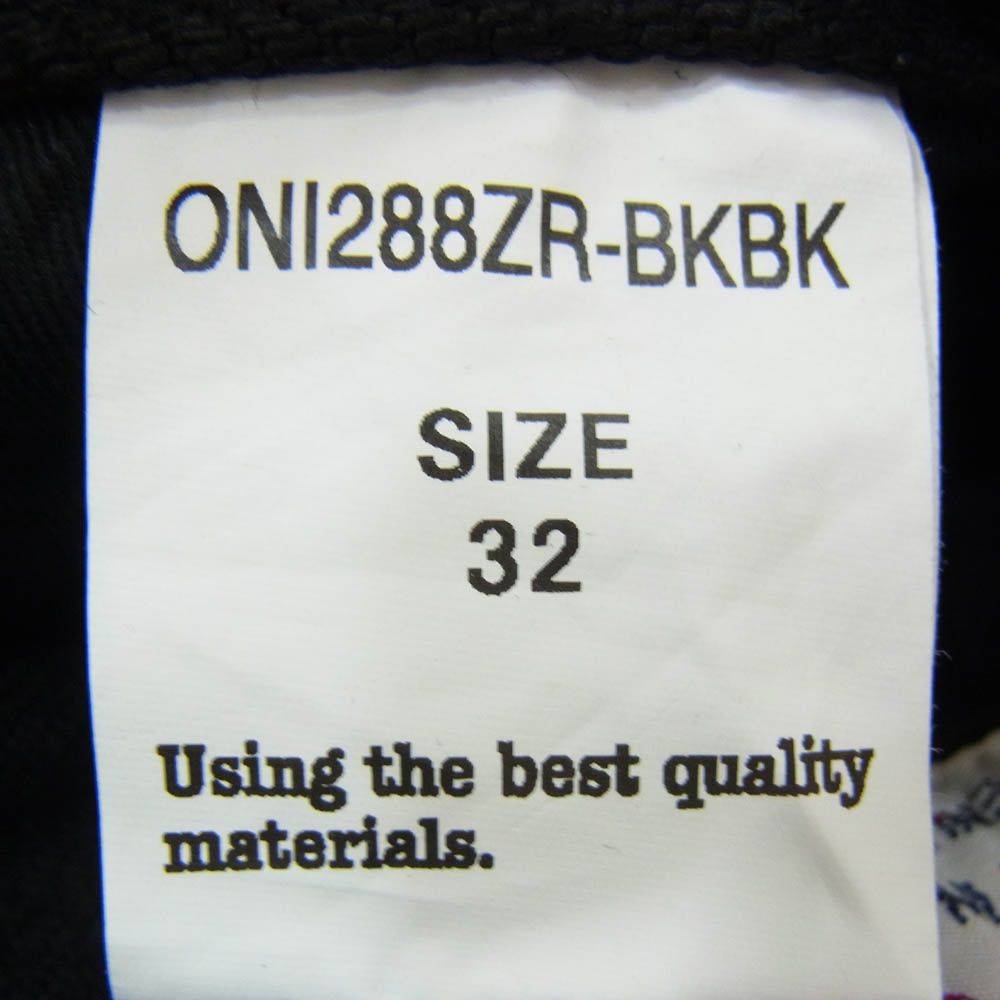 ONI288ZR-BKBK
SIZE
32
Using the best quality
materials.